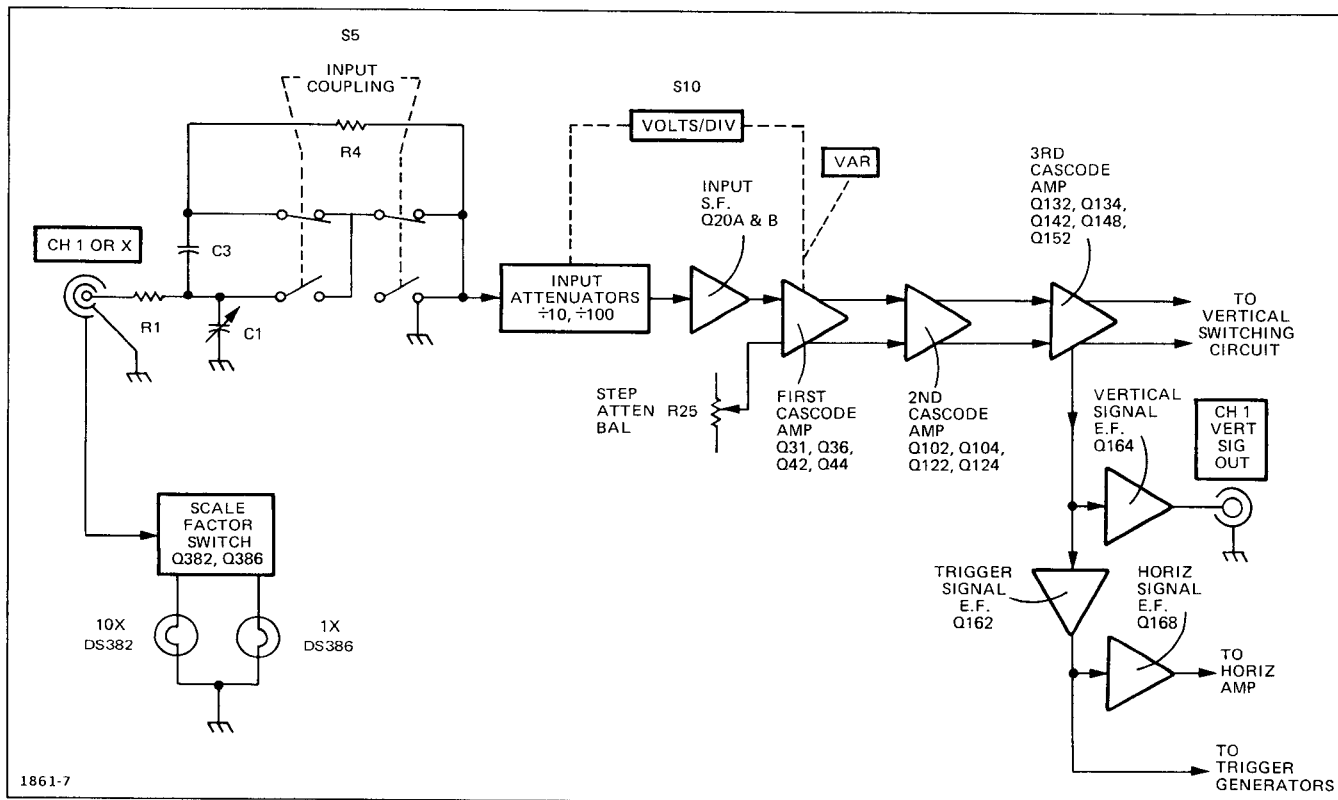 S5
INPUT
COUPLING
R4
S10
VOLTS/DIV
VAR
3RD
CASCODE
AMP
Q132, Q134,
Q142, Q148,
Q152
INPUT
S.F.
Q20A & B
CH 1 OR X
C3
R1
C1
INPUT
ATTENUATORS
÷10, ÷100
TO
VERTICAL
SWITCHING
CIRCUIT
STEP
ATTEN R25
BAL
FIRST
CASCODE
AMP
Q31, Q36,
Q42, Q44
2ND
CASCODE
AMP
Q102, Q104,
Q122, Q124
VERTICAL
SIGNAL
E.F.
Q164
CH 1
VERT
SIG
OUT
SCALE
FACTOR
SWITCH
Q382, Q386
10X
DS382
1X
DS386
TRIGGER
SIGNAL
E.F.
Q162
HORIZ
SIGNAL
E.F.
Q168
TO
HORIZ
AMP
TO
TRIGGER
GENERATORS
1861-7